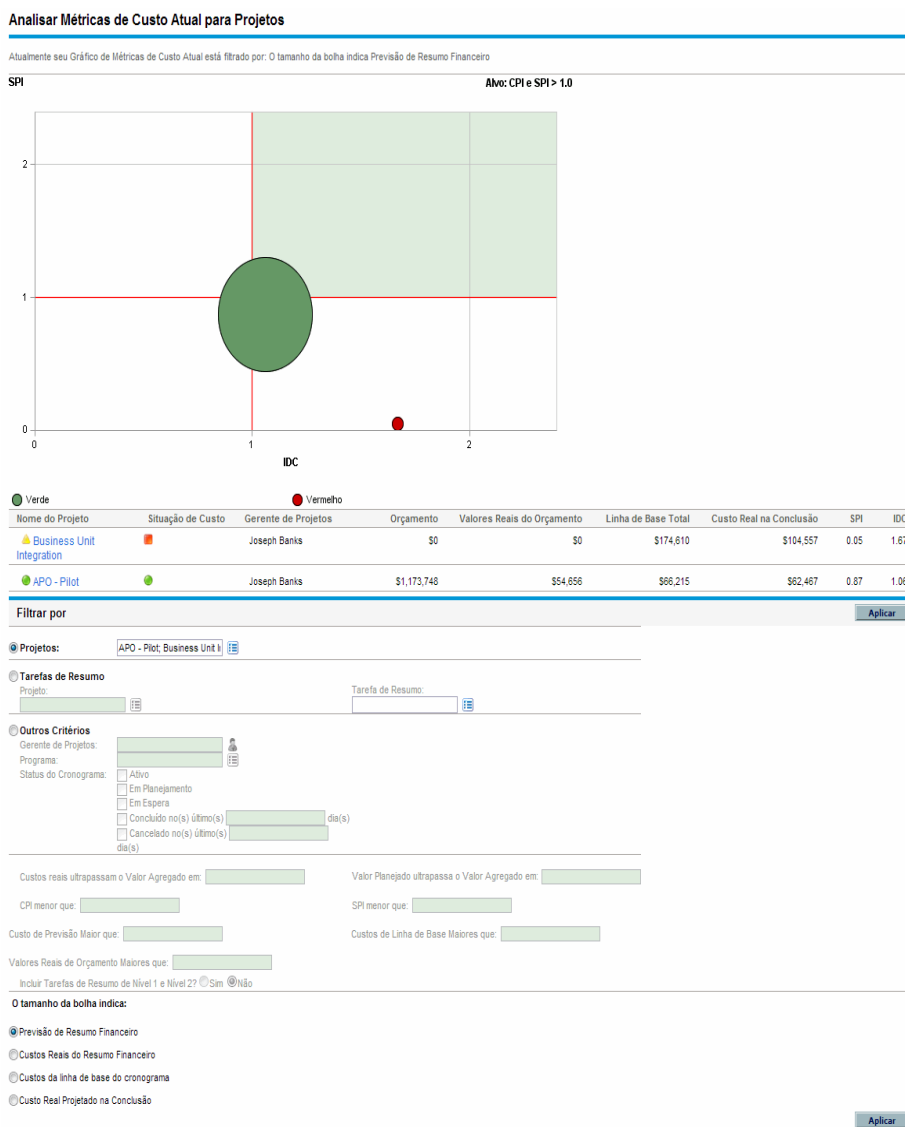 Analisar Métricas de Custo Atual para Projetos
Atualmente seu Gráfico de Métricas de Custo Atual está filtrado por: O tamanho da bolha indica Previsão de Resumo Financeiro
SPI
Alvo: CPI e SPI > 1.0
2
1
0
0 1 2
IDC
Verde Vermelho
Nome do Projeto Situação de Custo Gerente de Projetos Orçamento Valores Reais do Orçamento Linha de Base Total Custo Real na Conclusão SPI IDC
Business Unit Joseph Banks $0 $0 $174,610 $104,557 0.05 1.67
Integration
APO - Pilot Joseph Banks $1,173,748 $54,656 $66,215 $62,467 0.87 1.06
Filtrar por Aplicar
Projetos: APO - Pilot; Business Unit I
Tarefas de Resumo
Projeto: Tarefa de Resumo:
Outros Critérios
Gerente de Projetos:
Programa:
Status do Cronograma: Ativo
Em Planejamento
Em Espera
Concluído no(s) último(s) dia(s)
Cancelado no(s) último(s)
dia(s)
Custos reais ultrapassam o Valor Agregado em: Valor Planejado ultrapassa o Valor Agregado em:
CPI menor que: SPI menor que:
Custo de Previsão Maior que: Custos de Linha de Base Maiores que:
Valores Reais de Orçamento Maiores que:
Incluir Tarefas de Resumo de Nível 1 e Nível 2? Sim Não
O tamanho da bolha indica:
Previsão de Resumo Financeiro
Custos Reais do Resumo Financeiro
Custos da linha de base do cronograma
Custo Real Projetado na Conclusão
Aplicar